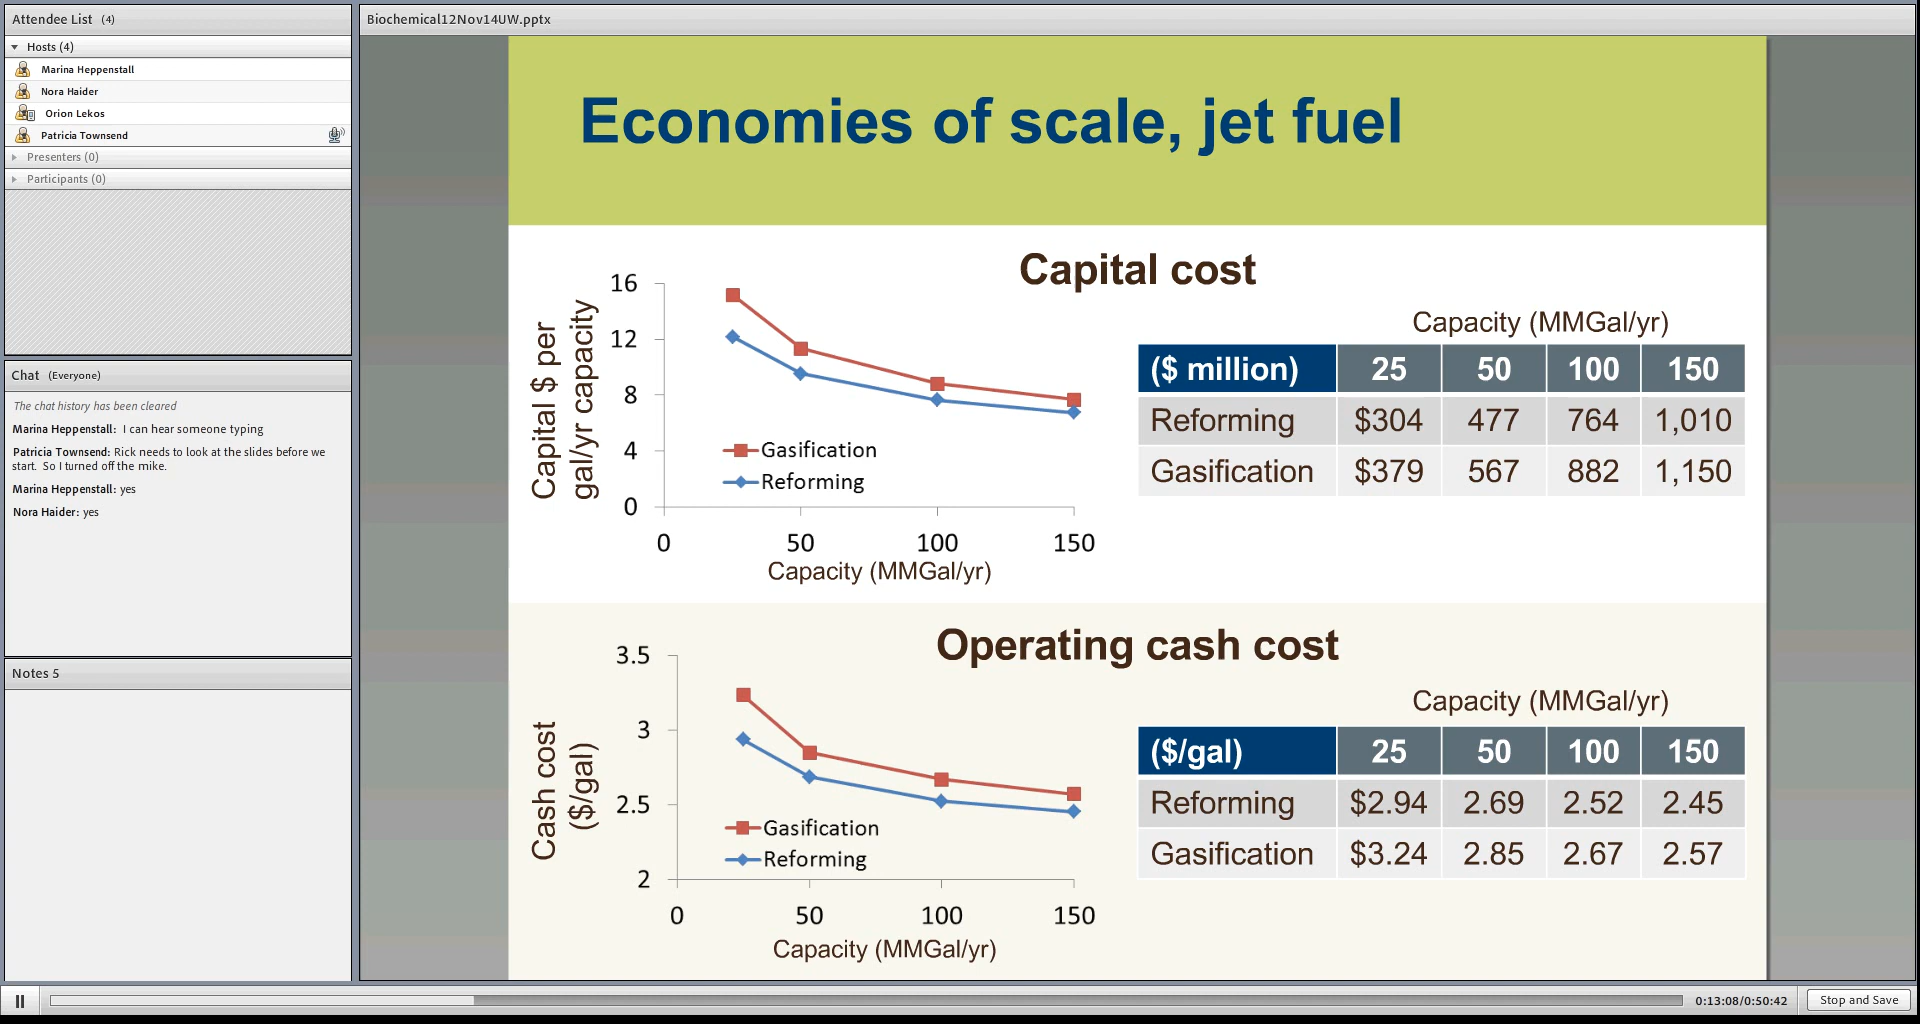 Attendee List (4)
Hosts (4)
Marina Heppenstall
Nora Haider
Orion Lekos
Patricia Townsend
Presenters (0)
Participants (0)
Chat (Everyone)
The chat history has been cleared
Marina Heppenstall: I can hear someone typing
Patricia Townsend: Rick needs to look at the slides before we
start. So I turned off the mike.
Marina Heppenstall: yes
Nora Haider: yes
Notes 5
Biochemical12Nov14UW.pptx
Economies of scale, jet fuel
Capital cost
Capital $ per
gal/yr capacity
16
12
8
4
0
Gasification
Reforming
0 50 100 150
Capacity (MMGal/yr)
Capacity (MMGal/yr)
($ million) 25 50 100 150
Reforming $304 477 764 1,010
Gasification $379 567 882 1,150
Operating cash cost
Cash cost
($/gal)
3.5
3
2.5
2
Gasification
Reforming
0 50 100 150
Capacity (MMGal/yr)
Capacity (MMGal/yr)
($/gal) 25 50 100 150
Reforming $2.94 2.69 2.52 2.45
Gasification $3.24 2.85 2.67 2.57
0:13:08/0:50:42
Stop and Save